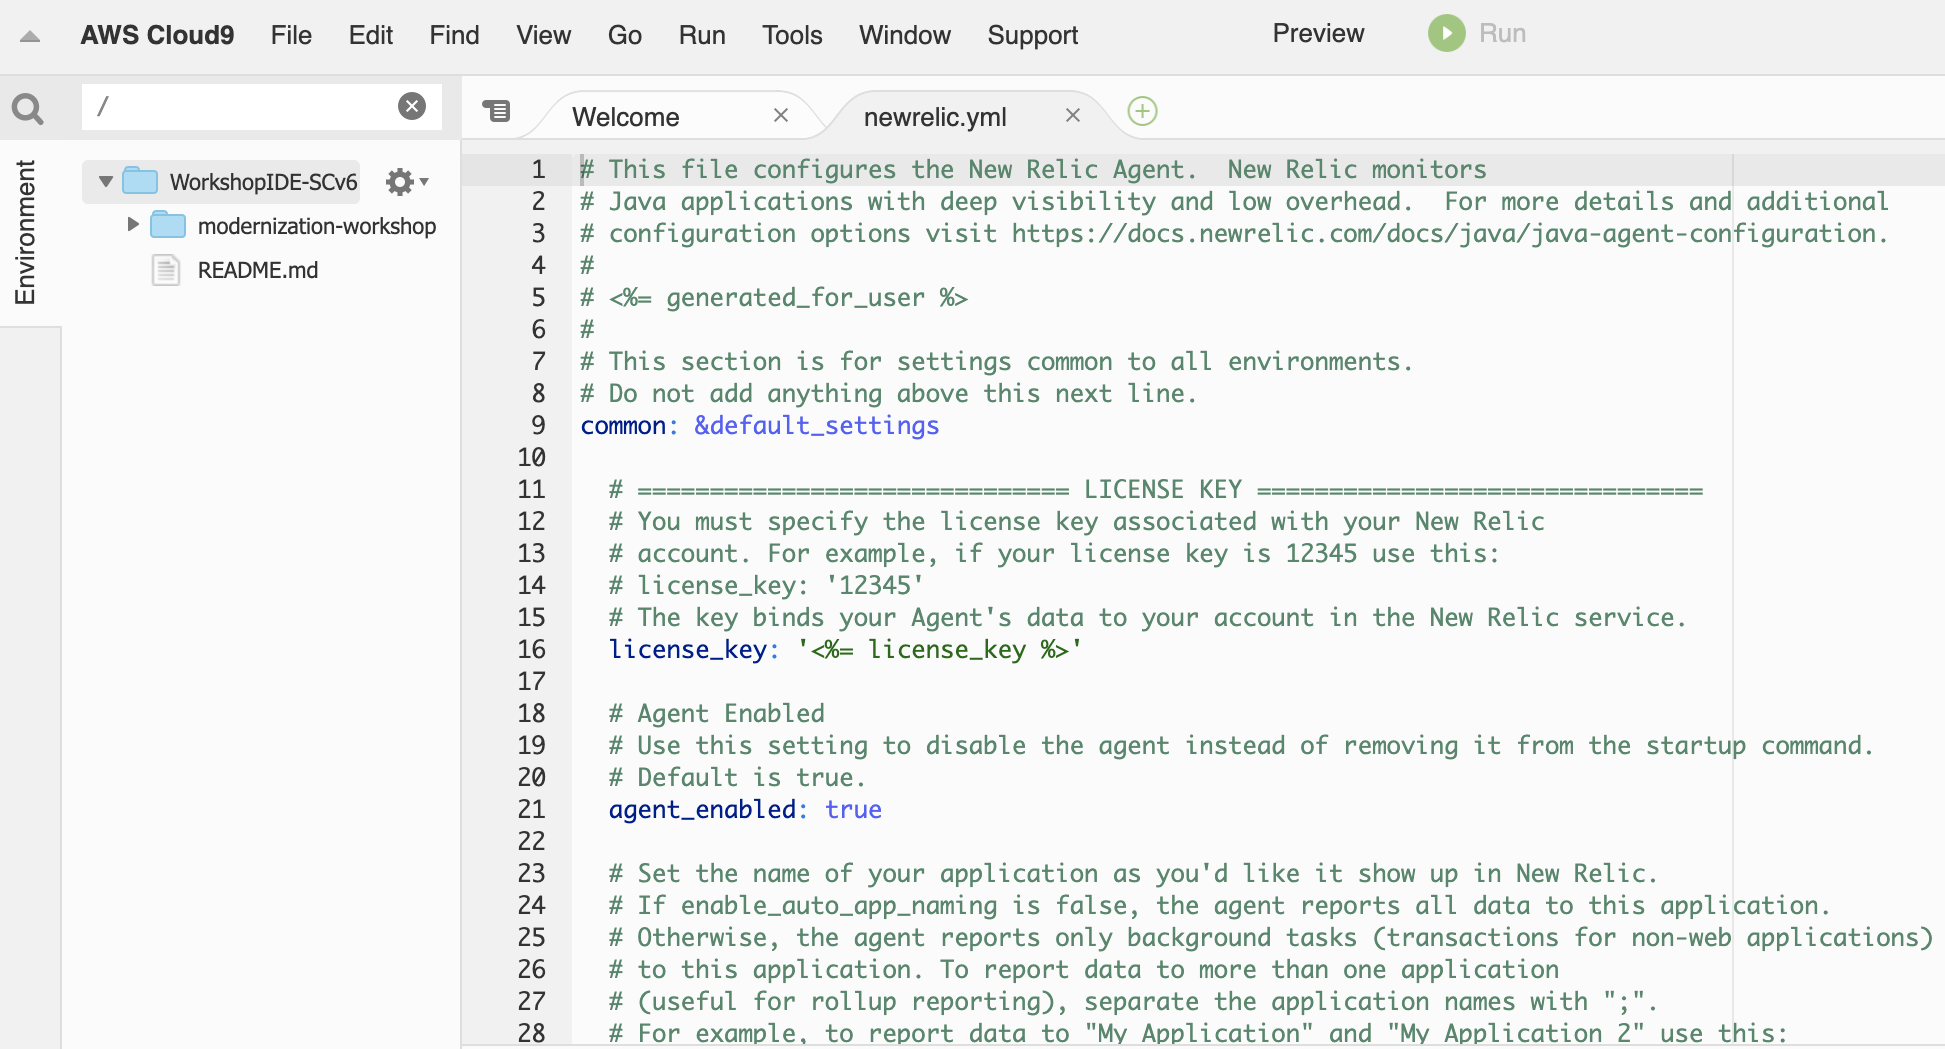 AWS Cloud9 File Edit Find View Go Run Tools Window Support Preview Run
/
Welcome
newrelic.yml
Environment
WorkshopIDE-SCv6
modernization-workshop
README.md
1 # This file configures the New Relic Agent.  New Relic monitors
2 # Java applications with deep visibility and low overhead.  For more details and additional
3 # configuration options visit https://docs.newrelic.com/docs/java/java-agent-configuration.
4 #
5 # <%= generated_for_user %>
6 #
7 # This section is for settings common to all environments.
8 # Do not add anything above this next line.
9 common: &default_settings
10
11   # ============================== LICENSE KEY ===============================
12   # You must specify the license key associated with your New Relic
13   # account. For example, if your license key is 12345 use this:
14   # license_key: '12345'
15   # The key binds your Agent's data to your account in the New Relic service.
16   license_key: '<%= license_key %>'
17
18   # Agent Enabled
19   # Use this setting to disable the agent instead of removing it from the startup command.
20   # Default is true.
21   agent_enabled: true
22
23   # Set the name of your application as you'd like it show up in New Relic.
24   # If enable_auto_app_naming is false, the agent reports all data to this application.
25   # Otherwise, the agent reports only background tasks (transactions for non-web applications)
26   # to this application. To report data to more than one application
27   # (useful for rollup reporting), separate the application names with ";".
28   # For example, to report data to "My Application" and "My Application 2" use this: